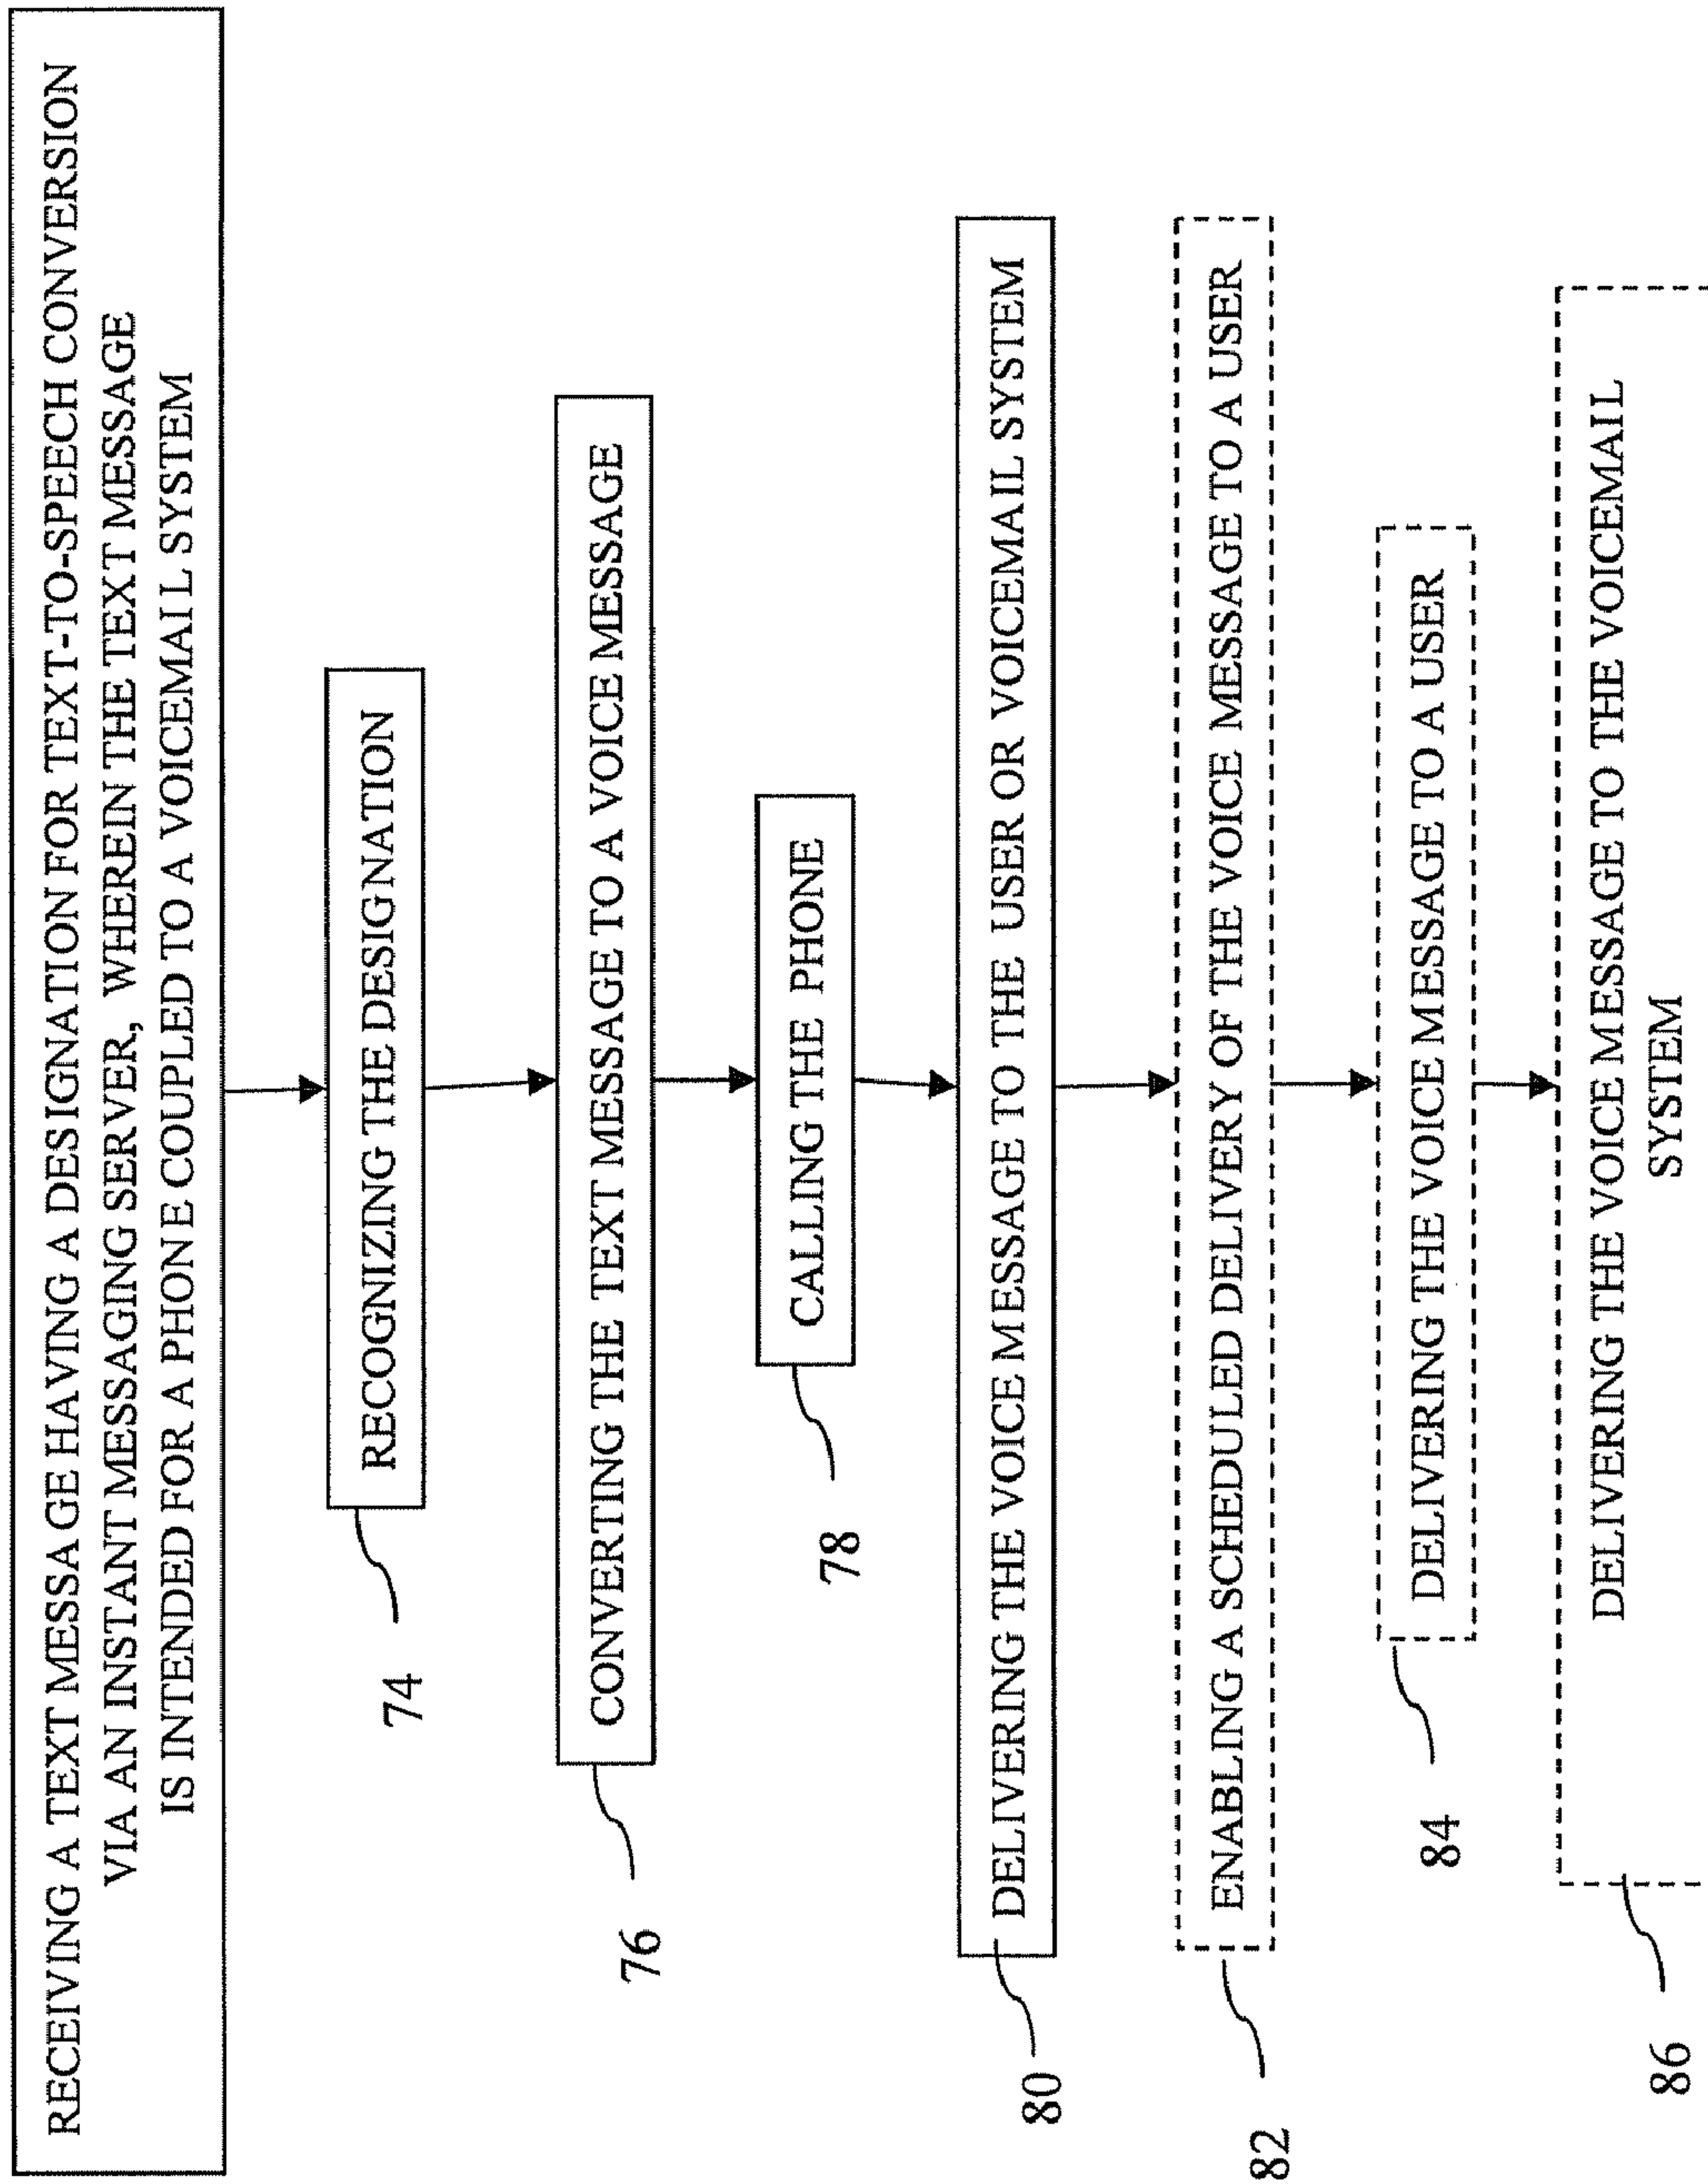 RECEIVING A TEXT MESSAGE HAVING A DESIGNATION FOR TEXT-TO-SPEECH CONVERSION
VIA AN INSTANT MESSAGING SERVER, WHEREIN THE TEXT MESSAGE
IS INTENDED FOR A PHONE COUPLED TO A VOICEMAIL SYSTEM
RECOGNIZING THE DESIGNATION
74
CONVERTING THE TEXT MESSAGE TO A VOICE MESSAGE
76
CALLING THE PHONE
78
DELIVERING THE VOICE MESSAGE TO THE USER OR VOICEMAIL SYSTEM
80
ENABLING A SCHEDULED DELIVERY OF THE VOICE MESSAGE TO A USER
82
DELIVERING THE VOICE MESSAGE TO A USER
84
DELIVERING THE VOICE MESSAGE TO THE VOICEMAIL
SYSTEM
86